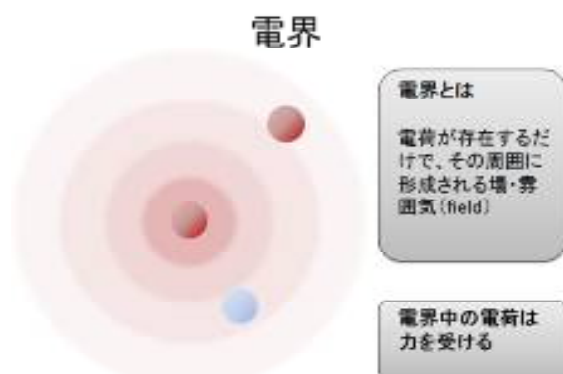 電界
電界とは
電荷が存在するだ
けで、その周囲に
形成される場・雰
囲気(field)
電界中の電荷は
力を受ける